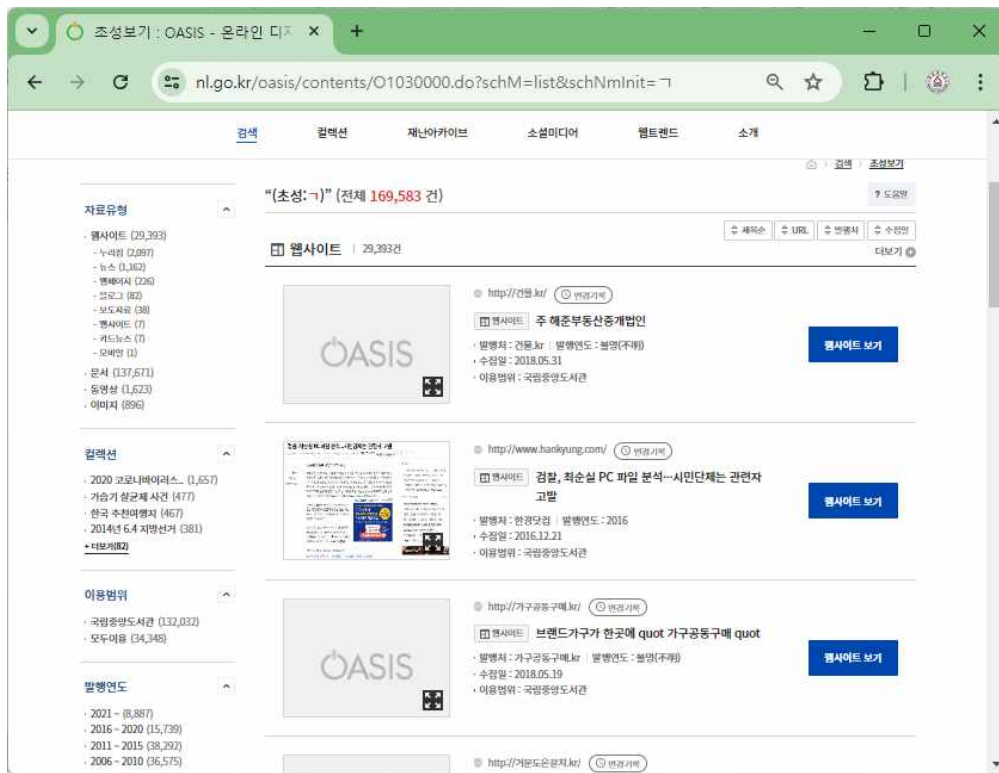 초성보기 : OASIS - 온라인 디지
nl.go.kr/oasis/contents/O1030000.do?schM=list&schNmInit=ㄱ
검색 컬렉션 재난아카이브 소셜미디어 웹트렌드 소개
검색 초성보기
"(초성:ㄱ)" (전체 169,583 건)
? 도움말
자료유형
· 웹사이트 (29,393)
- 누리집 (2,097)
- 뉴스 (1,162)
- 웹페이지 (226)
- 블로그 (82)
- 보도자료 (38)
- 웹사이트 (7)
- 카드뉴스 (7)
- 모바일 (1)
· 문서 (137,671)
· 동영상 (1,623)
· 이미지 (896)
컬렉션
· 2020 코로나바이러스... (1,657)
· 가습기 살균제 사건 (477)
· 한국 추천여행지 (467)
· 2014년 6.4 지방선거 (381)
+ 더보기(82)
이용범위
· 국립중앙도서관 (132,032)
· 모두이용 (34,348)
발행연도
· 2021 ~ (8,887)
· 2016 ~ 2020 (15,739)
· 2011 ~ 2015 (38,292)
· 2006 ~ 2010 (36,575)
제목순 URL 발행처 수집일
웹사이트 | 29,393건
더보기
OASIS
http://건물.kr/ 변경기록
웹사이트 주 해준부동산중개법인
· 발행처 : 건물.kr | 발행연도 : 불명(不明)
· 수집일 : 2018.05.31
· 이용범위 : 국립중앙도서관
웹사이트 보기
http://www.hankyung.com/ 변경기록
웹사이트 검찰, 최순실 PC 파일 분석…시민단체는 관련자
고발
· 발행처 : 한경닷컴 | 발행연도 : 2016
· 수집일 : 2016.12.21
· 이용범위 : 국립중앙도서관
웹사이트 보기
OASIS
http://가구공동구매.kr/ 변경기록
웹사이트 브랜드가구가 한곳에 quot 가구공동구매 quot
· 발행처 : 가구공동구매.kr | 발행연도 : 불명(不明)
· 수집일 : 2018.05.19
· 이용범위 : 국립중앙도서관
웹사이트 보기
http://거문도은갈치.kr/ 변경기록